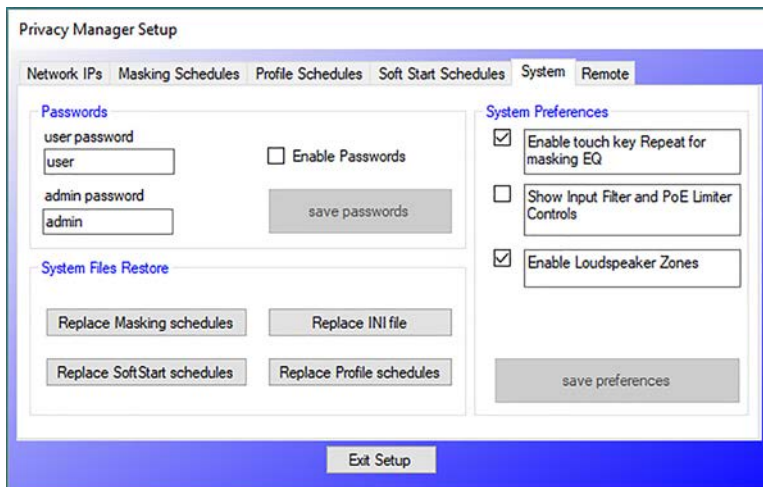 Privacy Manager Setup
Network IPs Masking Schedules Profile Schedules Soft Start Schedules System Remote
Passwords
user password
user
Enable Passwords
admin password
admin
save passwords
System Files Restore
Replace Masking schedules
Replace INI file
Replace SoftStart schedules
Replace Profile schedules
System Preferences
Enable touch key Repeat for
masking EQ
Show Input Filter and PoE Limiter
Controls
Enable Loudspeaker Zones
save preferences
Exit Setup